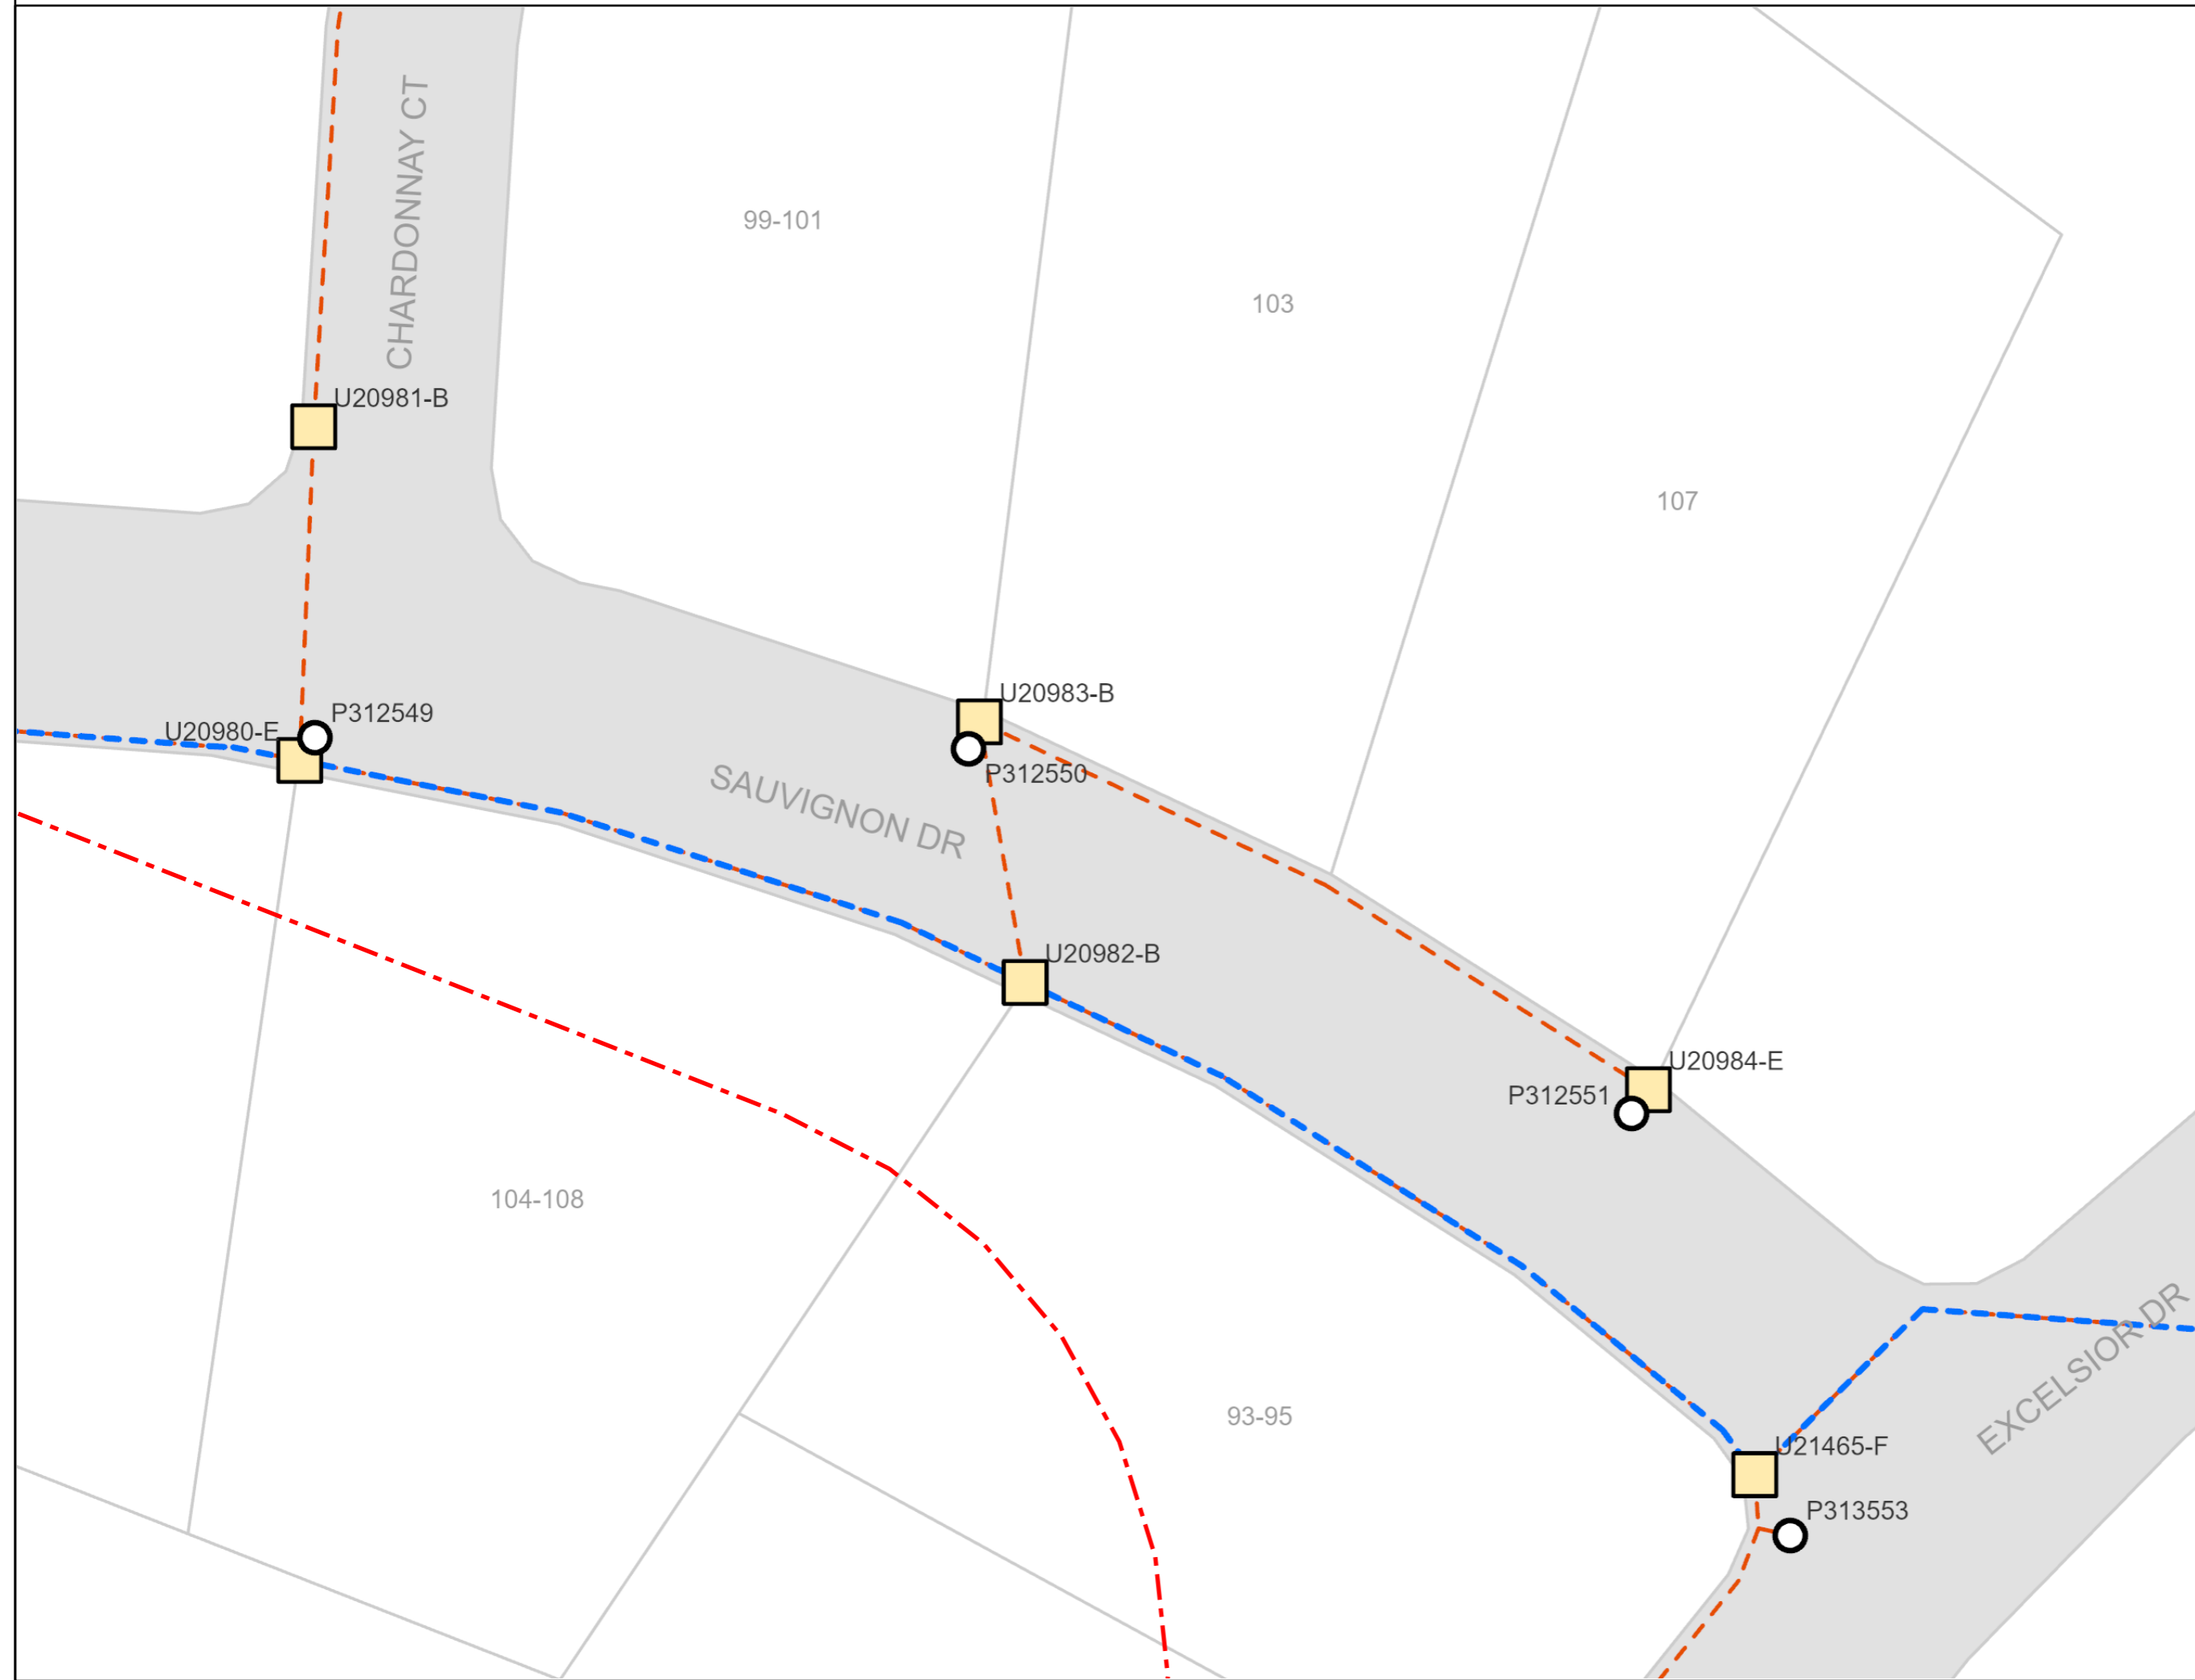 CHARDONNAY CT
99-101
103
U20981-B
107
U20983-B
P312549
U20980-E
P312550
SAUVIGNON DR
U20982-B
U20984-E
P312551
104-108
EXCELSIOR DR
93-95
U21465-F
P313553